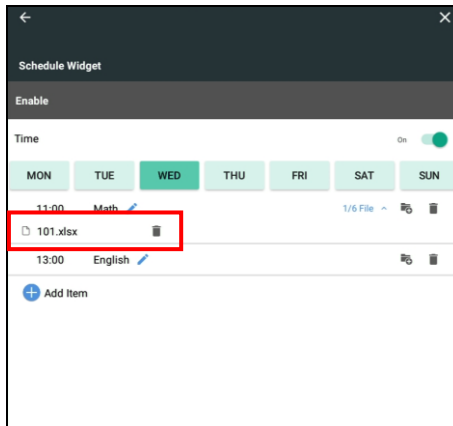 Schedule Widget
Enable
Time On
MON TUE WED THU FRI SAT SUN
11:00 Math 1/6 File
101.xlsx
13:00 English
Add Item